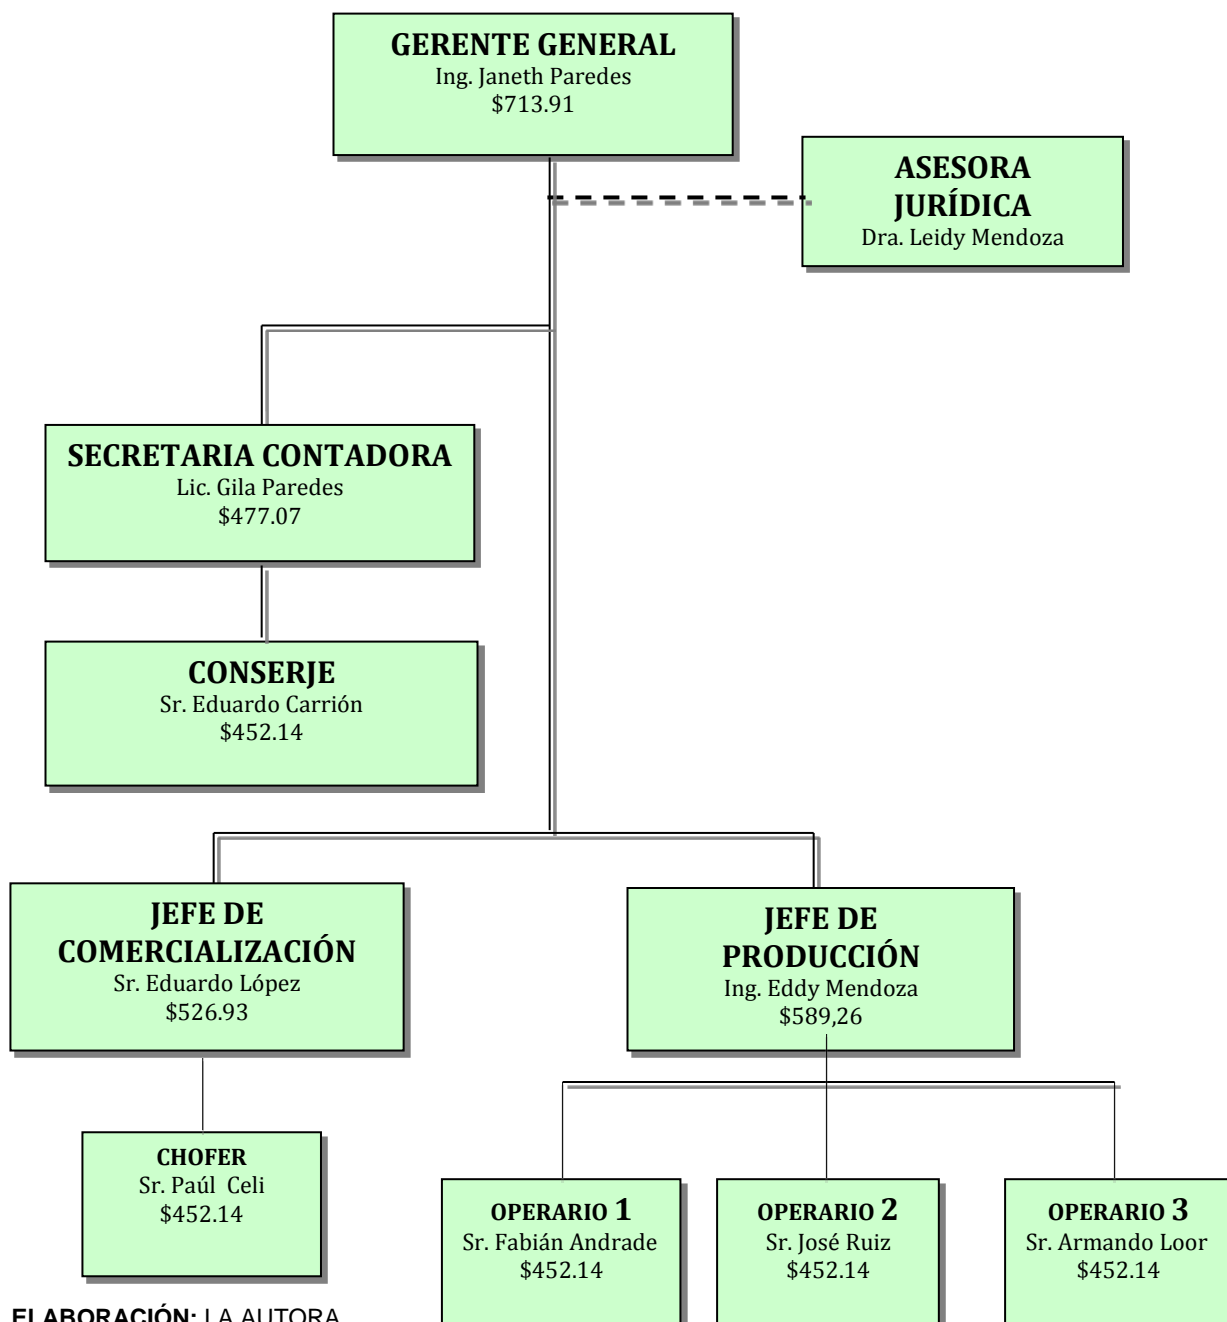 GERENTE GENERAL
Ing. Janeth Paredes
$713.91
ASESORA
JURÍDICA
Dra. Leidy Mendoza
SECRETARIA CONTADORA
Lic. Gila Paredes
$477.07
CONSERJE
Sr. Eduardo Carrión
$452.14
JEFE DE
COMERCIALIZACIÓN
Sr. Eduardo López
$526.93
JEFE DE
PRODUCCIÓN
Ing. Eddy Mendoza
$589,26
CHOFER
Sr. Paúl Celi
$452.14
OPERARIO 1
Sr. Fabián Andrade
$452.14
OPERARIO 2
Sr. José Ruiz
$452.14
OPERARIO 3
Sr. Armando Loor
$452.14
ELABORACIÓN: LA AUTORA